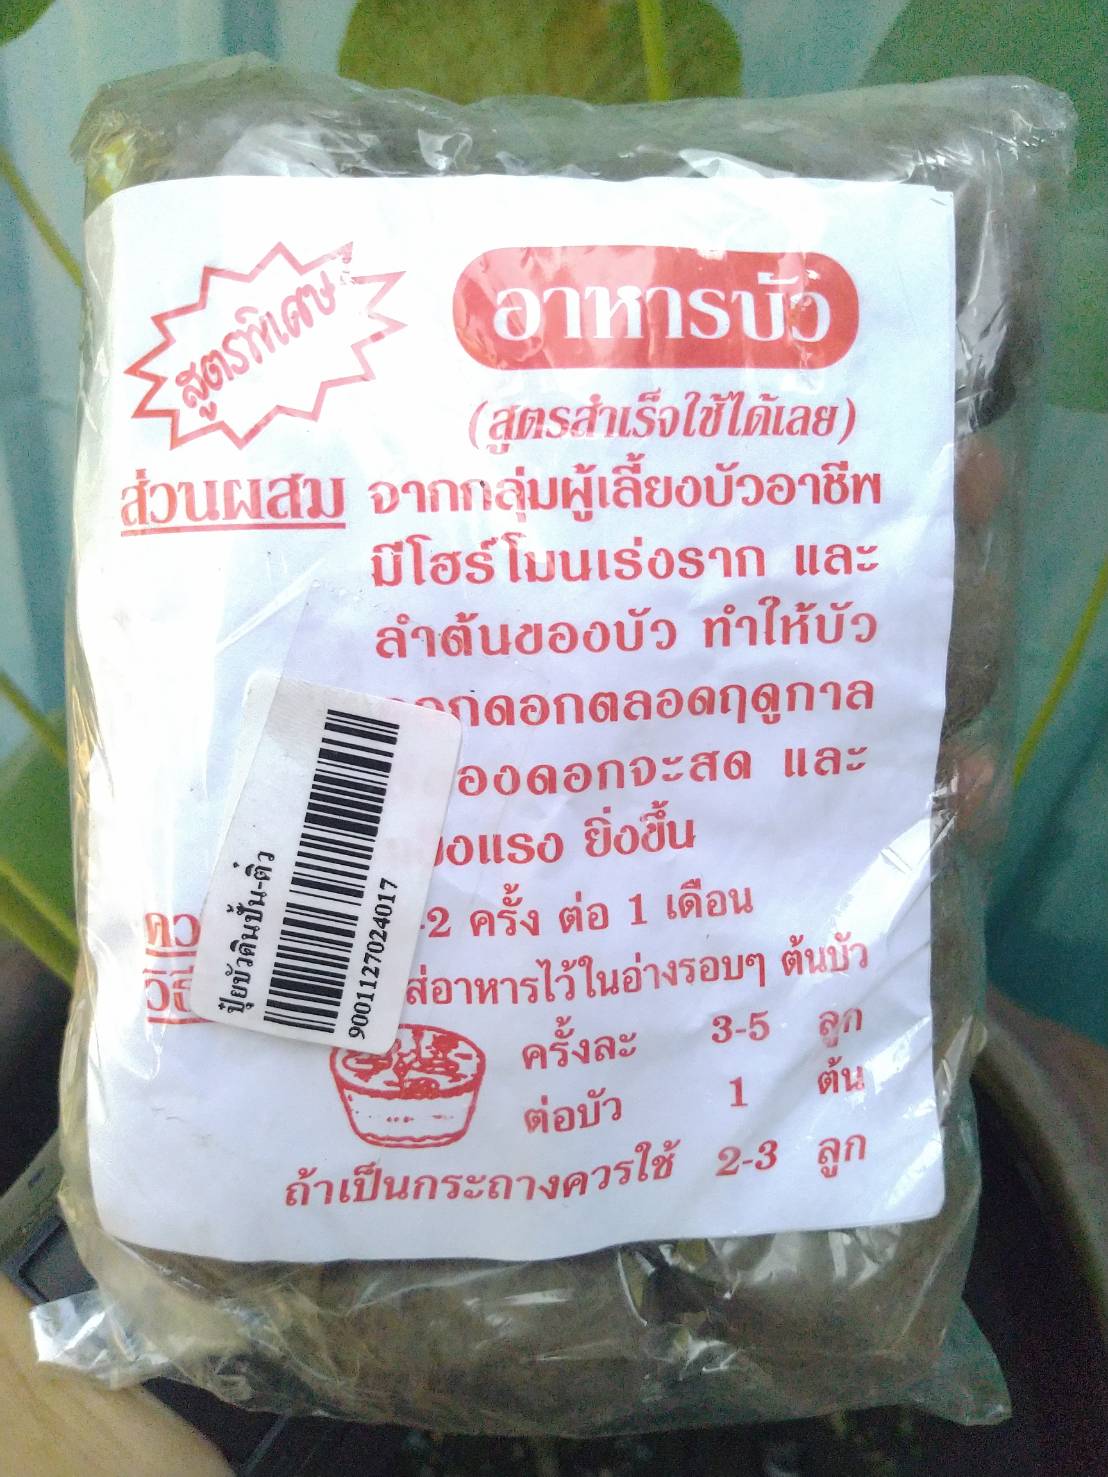 สูตรพิเศษ
อาหารบัว
(สูตรสำเร็จใช้ได้เลย)
ส่วนผสม จากกลุ่มผู้เลี้ยงบัวอาชีพ
มีโฮร์โมนเร่งราก และ
ลำต้นของบัว ทำให้บัว
ดอกตลอดฤดูกาล
ดอกจะสด และ
ยิ่งขึ้น
2 ครั้ง ต่อ 1 เดือน
อาหารไว้ในอ่างรอบๆ ต้นบัว
ครั้งละ 3-5 ลูก
ต่อบัว 1 ต้น
ถ้าเป็นกระถางควรใช้ 2-3 ลูก
ปุ๋ยบัวดินปั้น-ติ๋ว
9001127024017